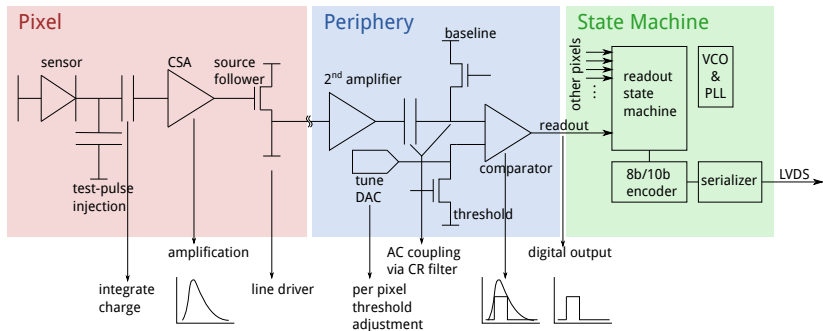 Pixel
Periphery
State Machine
sensor
CSA
source
follower
2nd amplifier
baseline
other pixels
...
readout
state
machine
VCO
&
PLL
readout
comparator
tune
DAC
threshold
test-pulse
injection
8b/10b
encoder
serializer
LVDS
amplification
AC coupling
via CR filter
digital output
integrate
charge
line driver
per pixel
threshold
adjustment